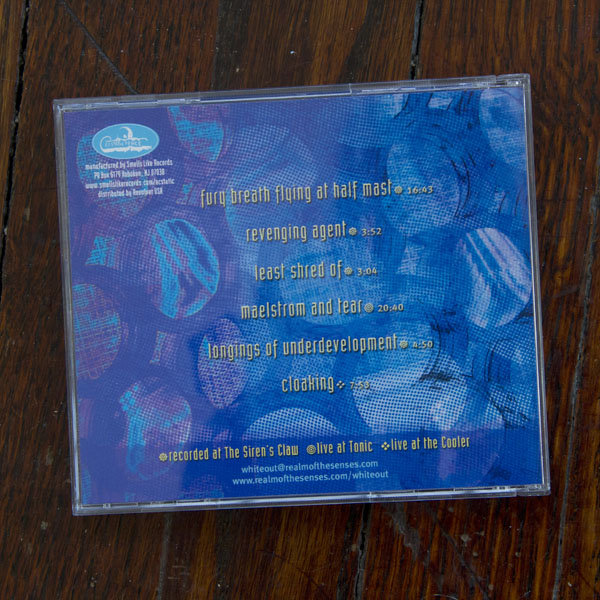 manufactured by Smells Like Records
PO Box 6179 Hoboken, NJ 07030
www.smellslikerecords/ecstatic
distributed by Revolver USA
fury breath flying at half mast 16:43
revenging agent 3:52
least shred of 3:04
maelstrom and tear 20:40
longings of underdevelopment 4:50
cloaking 7:53
recorded at The Siren's Claw live at Tonic live at the Cooler
whiteout@realmofthesenses.com
www.realmofthesenses.com/whiteout